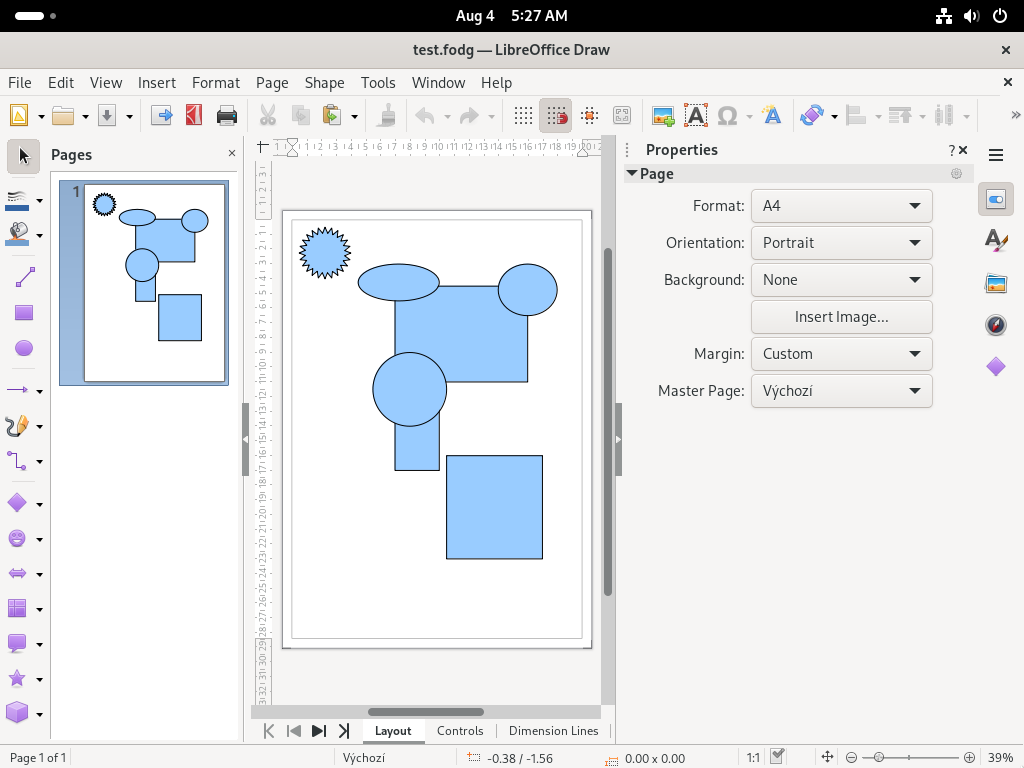 Aug 4 5:27 AM
test.fodg — LibreOffice Draw
File Edit View Insert Format Page Shape Tools Window Help
Pages
1
Properties
Page
Format: A4
Orientation: Portrait
Background: None
Insert Image...
Margin: Custom
Master Page: Výchozí
Layout Controls Dimension Lines
Page 1 of 1 Výchozí -0.38 / -1.56 0.00 x 0.00 1:1 39%